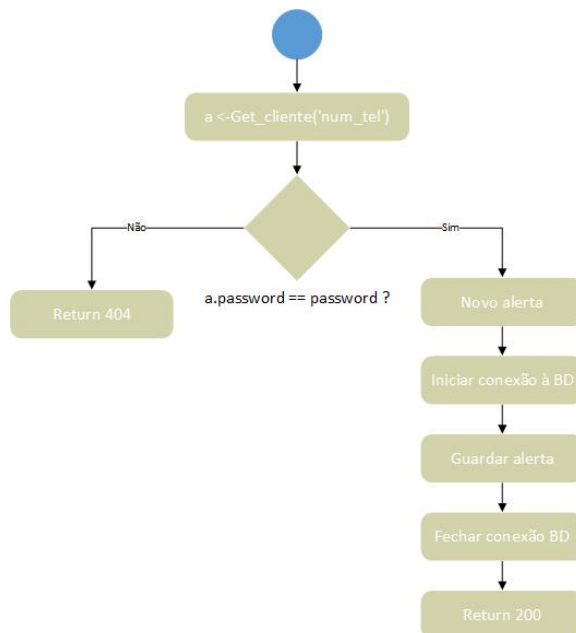 a <-Get_cliente('num_tel')
Não
Sim
a.password == password ?
Return 404
Novo alerta
Iniciar conexão à BD
Guardar alerta
Fechar conexão BD
Return 200